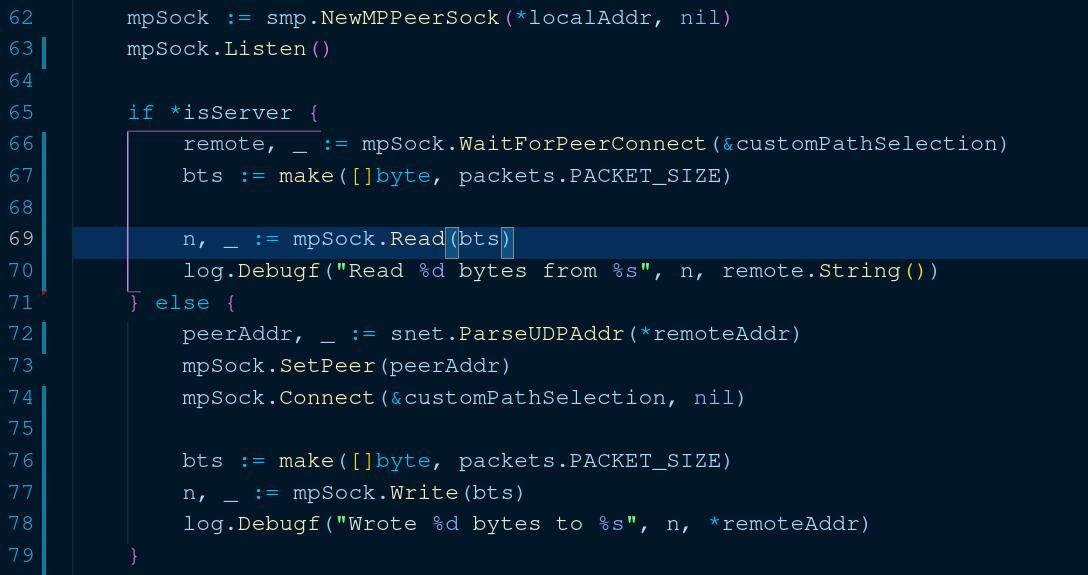 62 mpSock := smp.NewMPPeerSock(*localAddr, nil)
63 mpSock.Listen()
64
65 if *isServer {
66 remote, _ := mpSock.WaitForPeerConnect(&customPathSelection)
67 bts := make([]byte, packets.PACKET_SIZE)
68
69 n, _ := mpSock.Read(bts)
70 log.Debugf("Read %d bytes from %s", n, remote.String())
71 } else {
72 peerAddr, _ := snet.ParseUDPAddr(*remoteAddr)
73 mpSock.SetPeer(peerAddr)
74 mpSock.Connect(&customPathSelection, nil)
75
76 bts := make([]byte, packets.PACKET_SIZE)
77 n, _ := mpSock.Write(bts)
78 log.Debugf("Wrote %d bytes to %s", n, *remoteAddr)
79 }